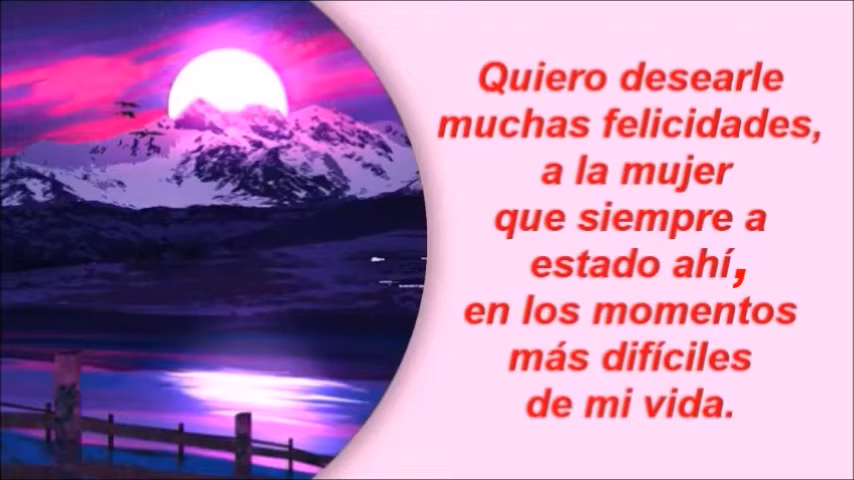 Quiero desearle
muchas felicidades,
a la mujer
que siempre a
estado ahí,
en los momentos
más difíciles
de mi vida.